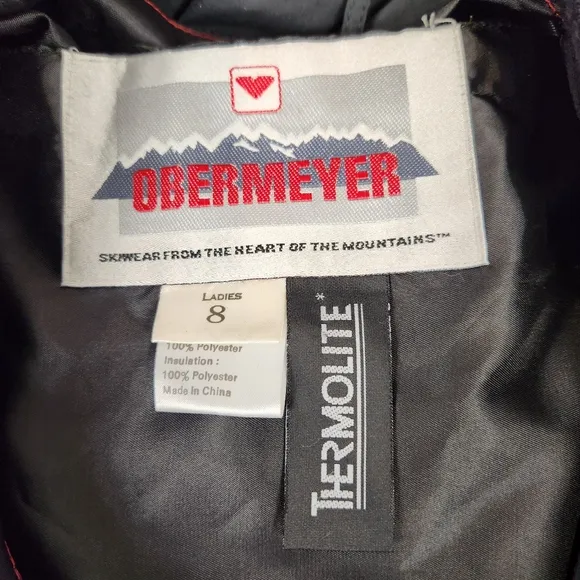 OBERMEYER
SKIWEAR FROM THE HEART OF THE MOUNTAINS™
LADIES
8
100% Polyester
Insulation :
100% Polyester
Made In China
THERMOLITE*